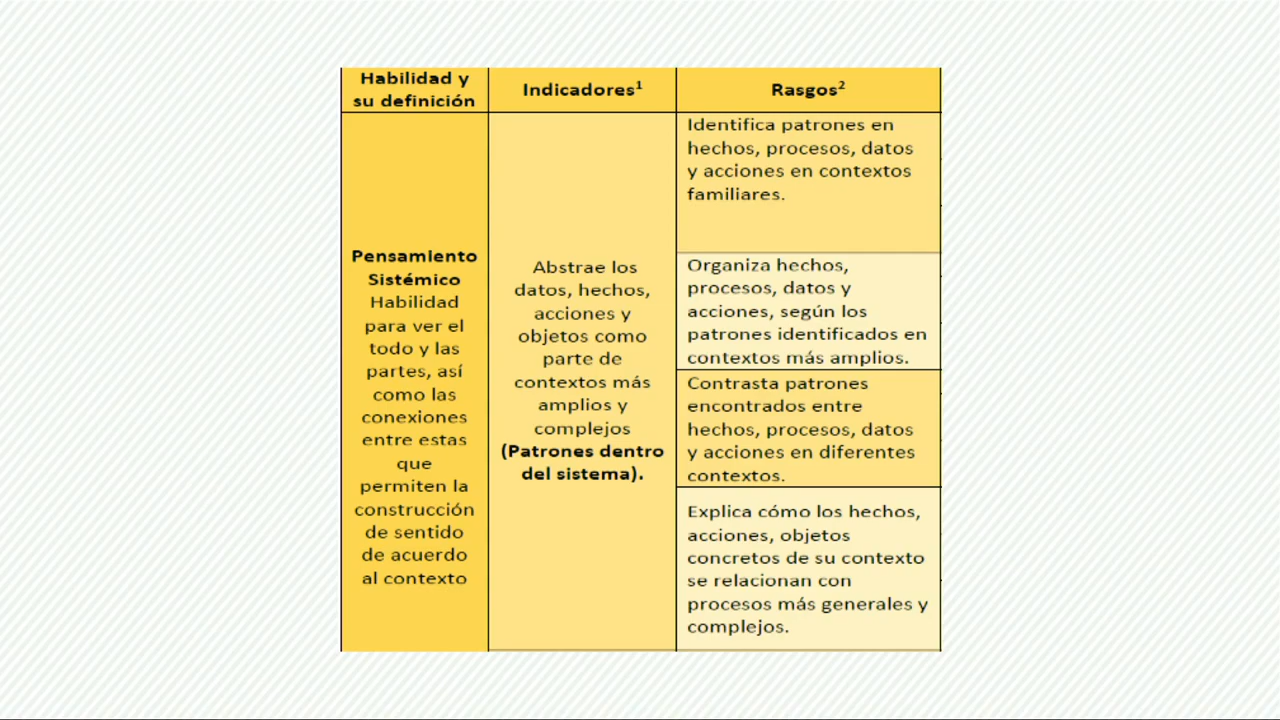 Habilidad y
su definición
Indicadores¹
Rasgos²
Pensamiento
Sistémico
Habilidad
para ver el
todo y las
partes, así
como las
conexiones
entre estas
que
permiten la
construcción
de sentido
de acuerdo
al contexto
Abstrae los
datos, hechos,
acciones y
objetos como
parte de
contextos más
amplios y
complejos
(Patrones dentro
del sistema).
Identifica patrones en
hechos, procesos, datos
y acciones en contextos
familiares.
Organiza hechos,
procesos, datos y
acciones, según los
patrones identificados en
contextos más amplios.
Contrasta patrones
encontrados entre
hechos, procesos, datos
y acciones en diferentes
contextos.
Explica cómo los hechos,
acciones, objetos
concretos de su contexto
se relacionan con
procesos más generales y
complejos.